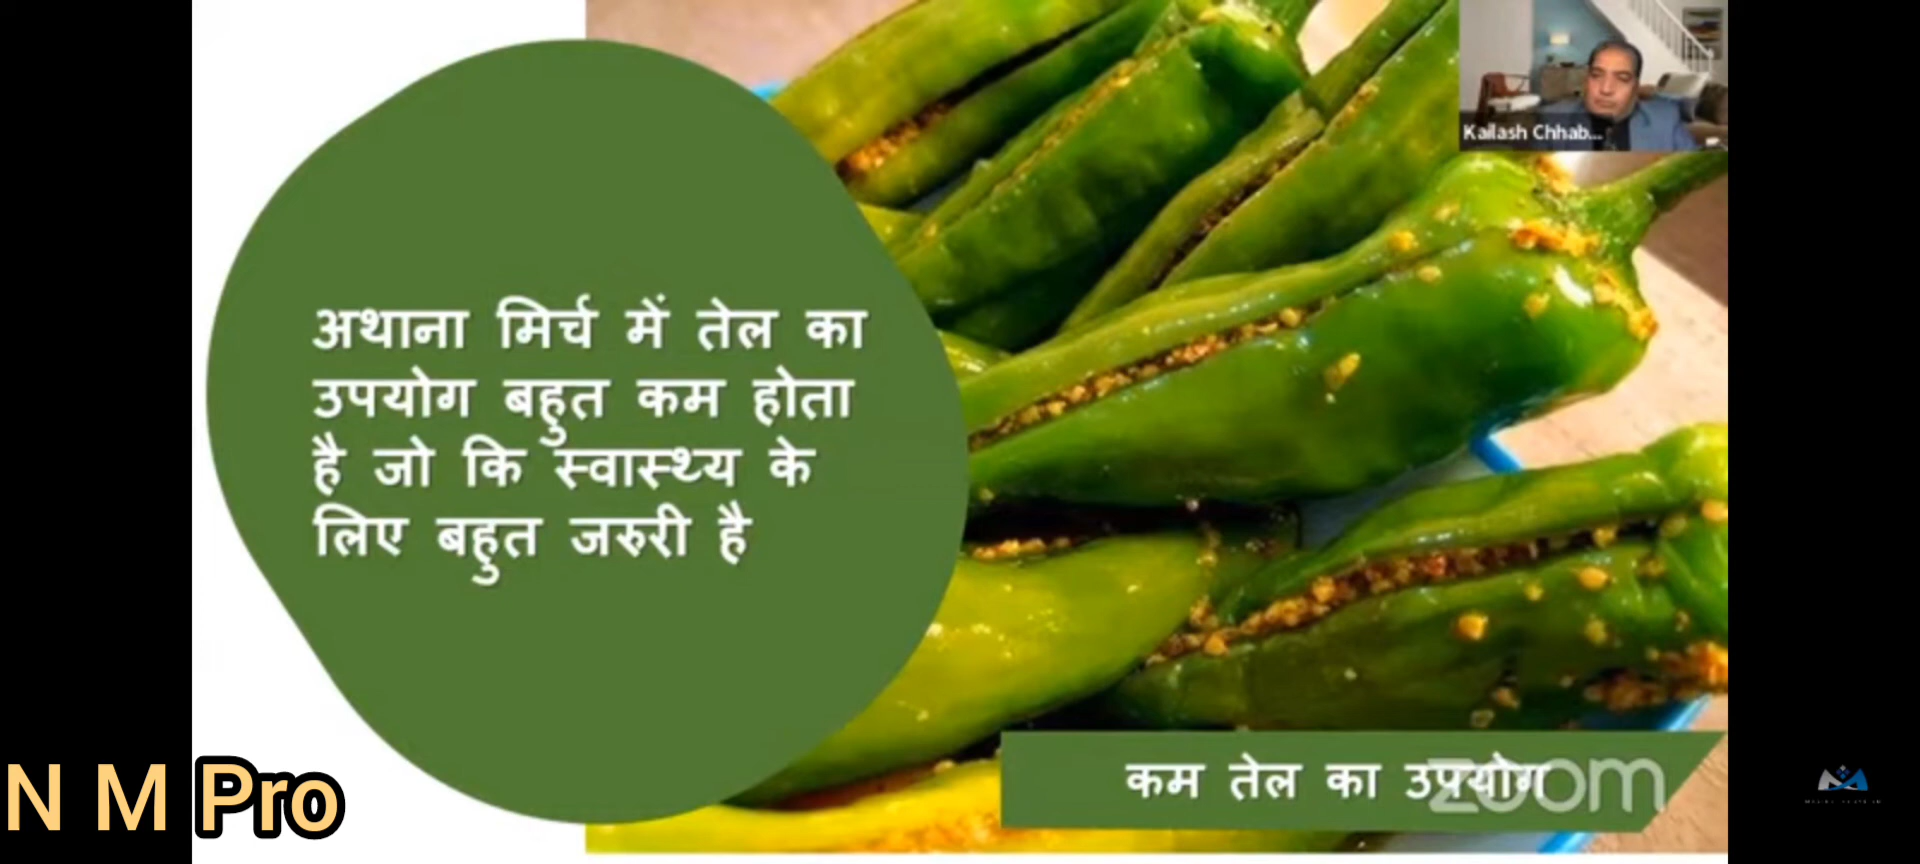 Kailash Chhab...
अथाना मिर्च में तेल का
उपयोग बहुत कम होता
है जो कि स्वास्थ्य के
लिए बहुत जरुरी है
कम तेल का उपयोग
zoom
N M Pro